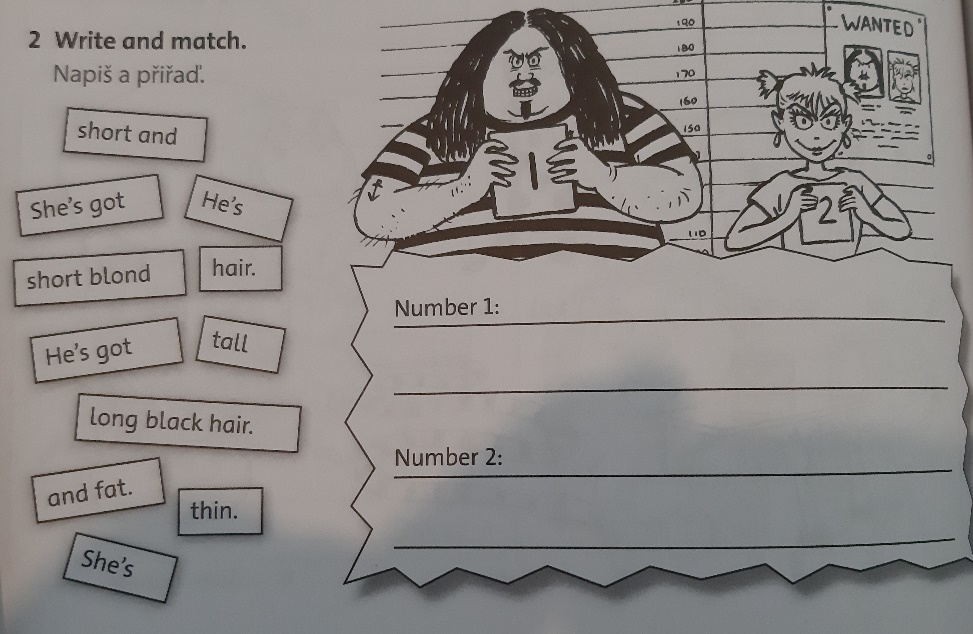 2 Write and match.
Napiš a přiřaď.
short and
She's got
He's
short blond
hair.
He's got
tall
long black hair.
and fat.
thin.
She's
190
180
170
160
150
110
1
WANTED
2
Number 1:
Number 2: